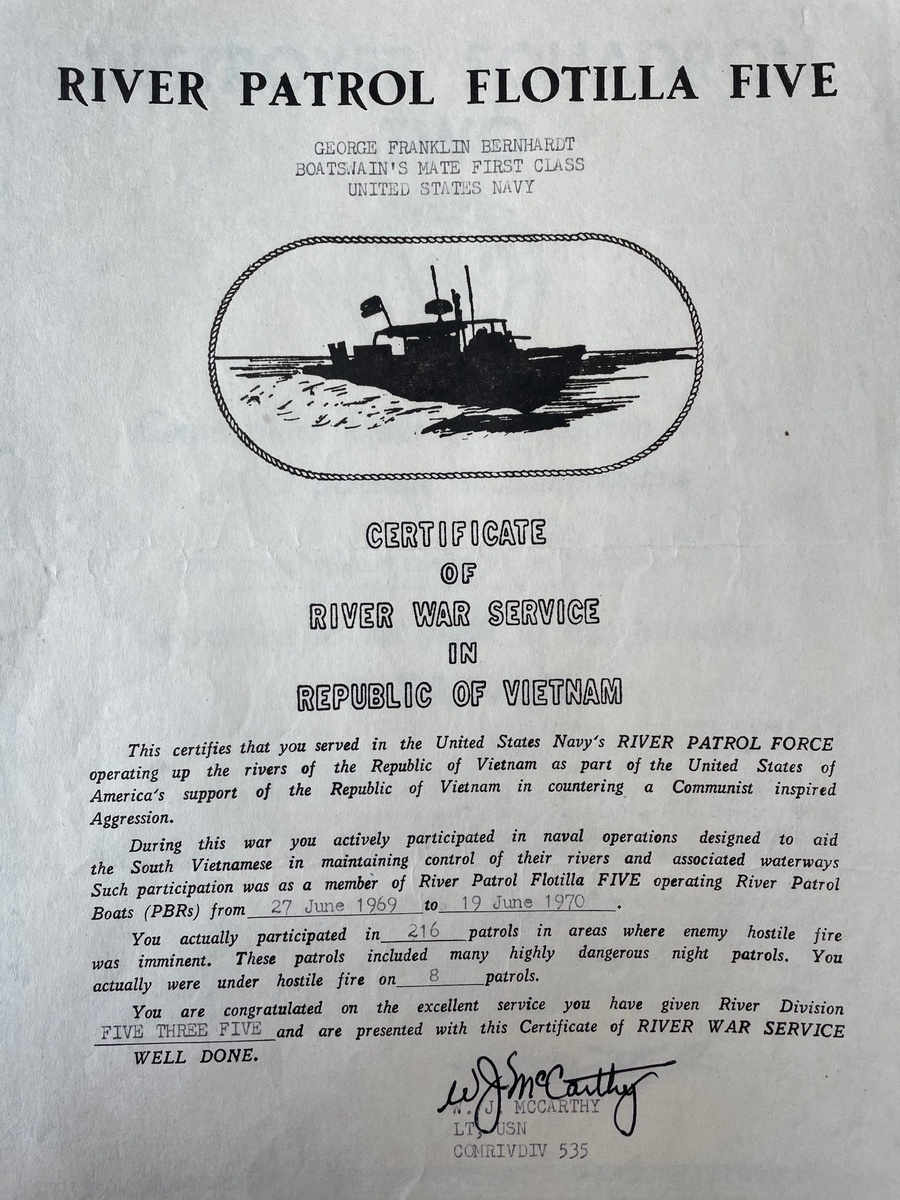 RIVER PATROL FLOTILLA FIVE
GEORGE FRANKLIN BERNHARDT
BOATSWAIN'S MATE FIRST CLASS
UNITED STATES NAVY
CERTIFICATE
OF
RIVER WAR SERVICE
IN
REPUBLIC OF VIETNAM
This certifies that you served in the United States Navy's RIVER PATROL FORCE
operating up the rivers of the Republic of Vietnam as part of the United States of
America's support of the Republic of Vietnam in countering a Communist inspired
Aggression.
During this war you actively participated in naval operations designed to aid
the South Vietnamese in maintaining control of their rivers and associated waterways
Such participation was as a member of River Patrol Flotilla FIVE operating River Patrol
Boats (PBRs) from 27 June 1969 to 19 June 1970 .
You actually participated in 216 patrols in areas where enemy hostile fire
was imminent. These patrols included many highly dangerous night patrols. You
actually were under hostile fire on 8 patrols.
You are congratulated on the excellent service you have given River Division
FIVE THREE FIVE and are presented with this Certificate of RIVER WAR SERVICE
WELL DONE.
W J McCarthy
W. J. MCCARTHY
LT, USN
COMRIVDIV 535